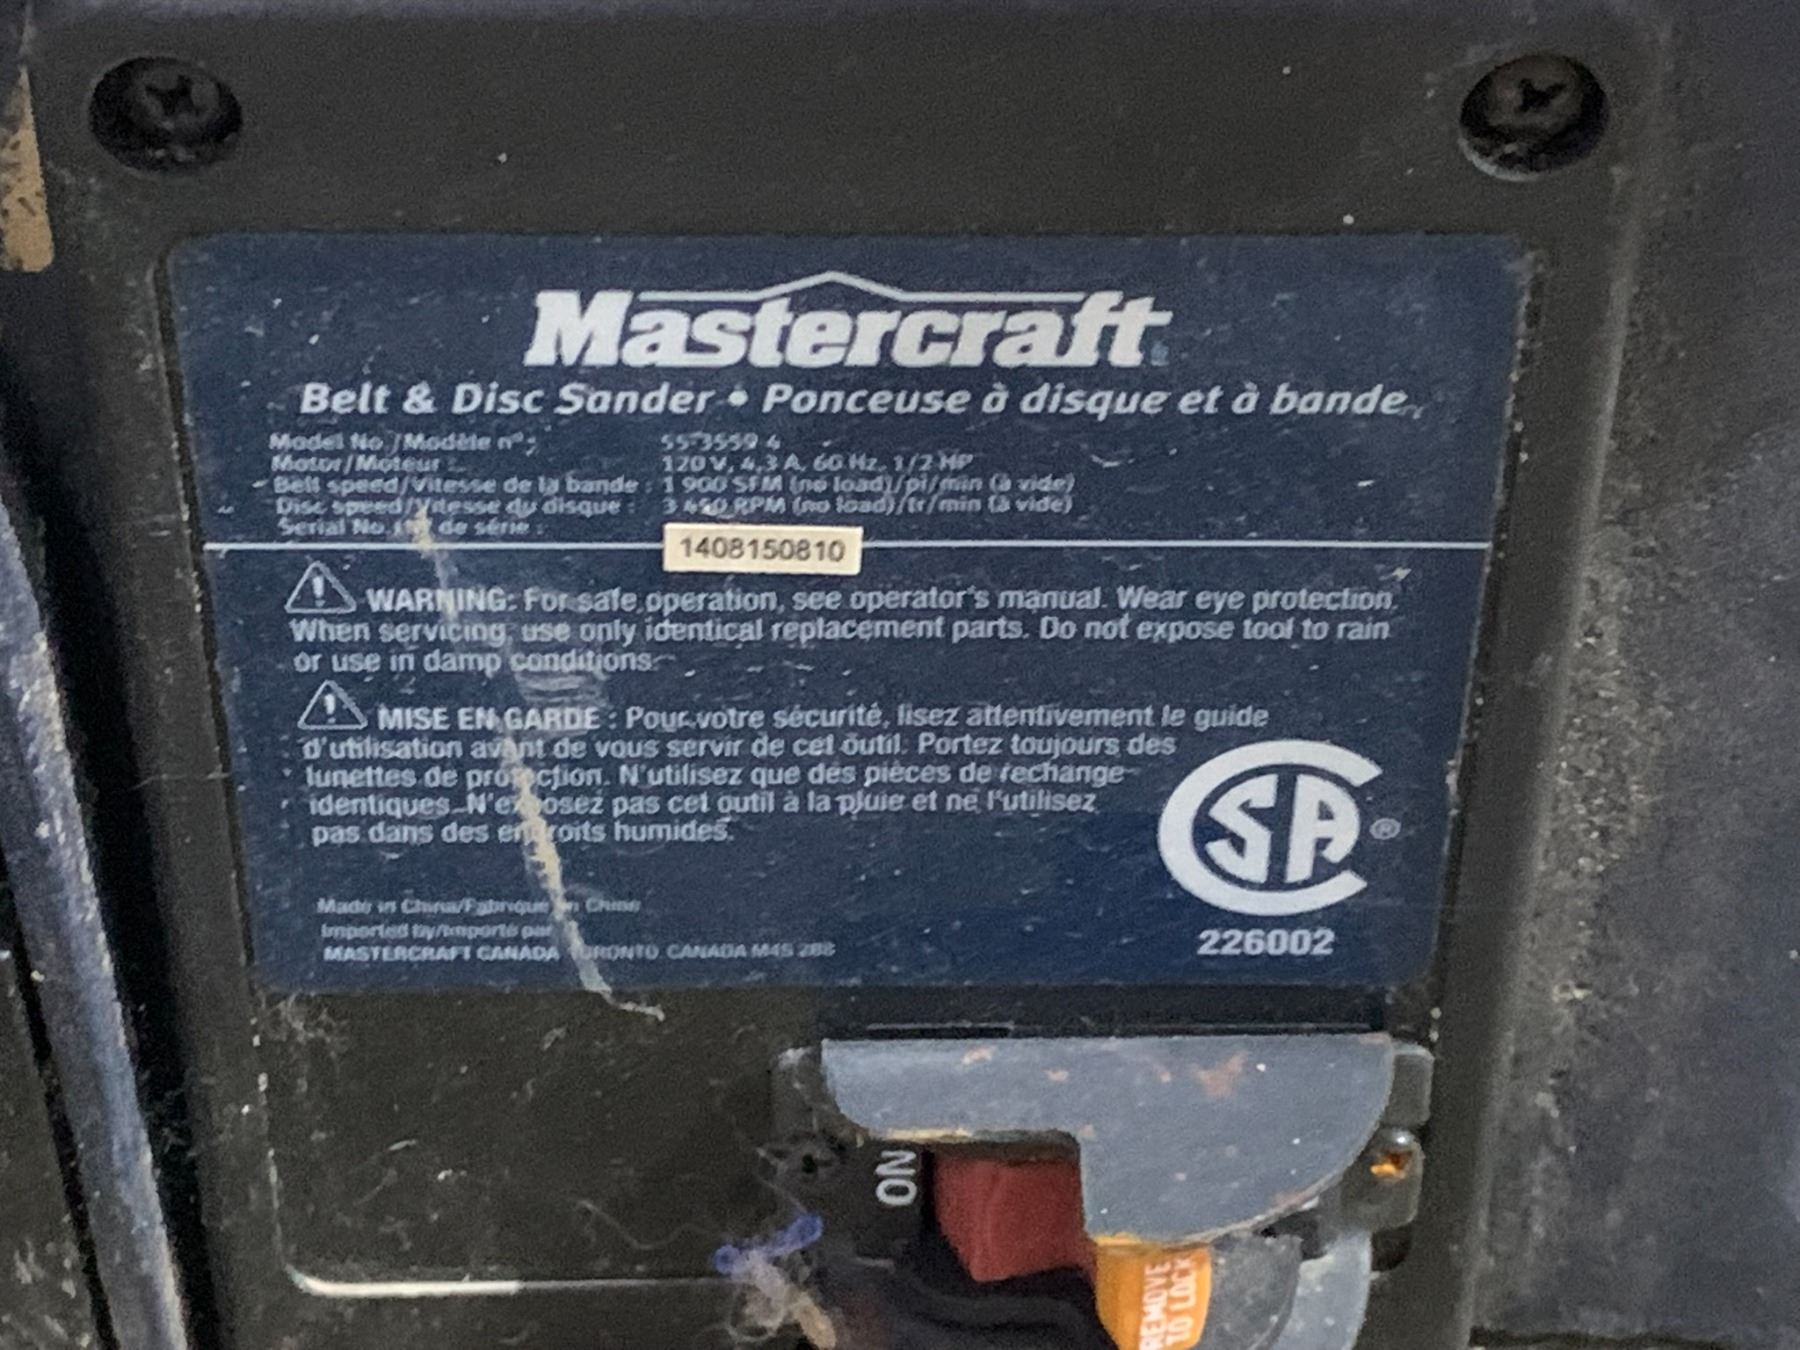 Mastercraft
Belt & Disc Sander • Ponceuse à disque et à bande
Model No./Modèle nº : 55-3559-4
Motor/Moteur : 120 V, 4,3 A, 60 Hz, 1/2 HP
Belt speed/Vitesse de la bande : 1 900 SFM (no load)/pi/min (à vide)
Disc speed/Vitesse du disque : 3 450 RPM (no load)/tr/min (à vide)
Serial No./Nº de série :
1408150810
WARNING: For safe operation, see operator's manual. Wear eye protection.
When servicing, use only identical replacement parts. Do not expose tool to rain
or use in damp conditions.
MISE EN GARDE : Pour votre sécurité, lisez attentivement le guide
d'utilisation avant de vous servir de cet outil. Portez toujours des
lunettes de protection. N'utilisez que des pièces de rechange
identiques. N'exposez pas cet outil à la pluie et ne l'utilisez
pas dans des endroits humides.
CSA ®
226002
Made in China/Fabriqué en Chine
Imported by/Importé par
MASTERCRAFT CANADA TORONTO, CANADA M4S 2B8
ON
REMOVE
TO LOCK